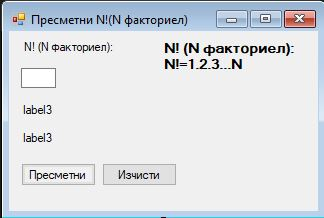 Пресметни N!(N факториел)
N! (N факториел):
N! (N факториел):
N!=1.2.3...N
label3
label3
Пресметни
Изчисти